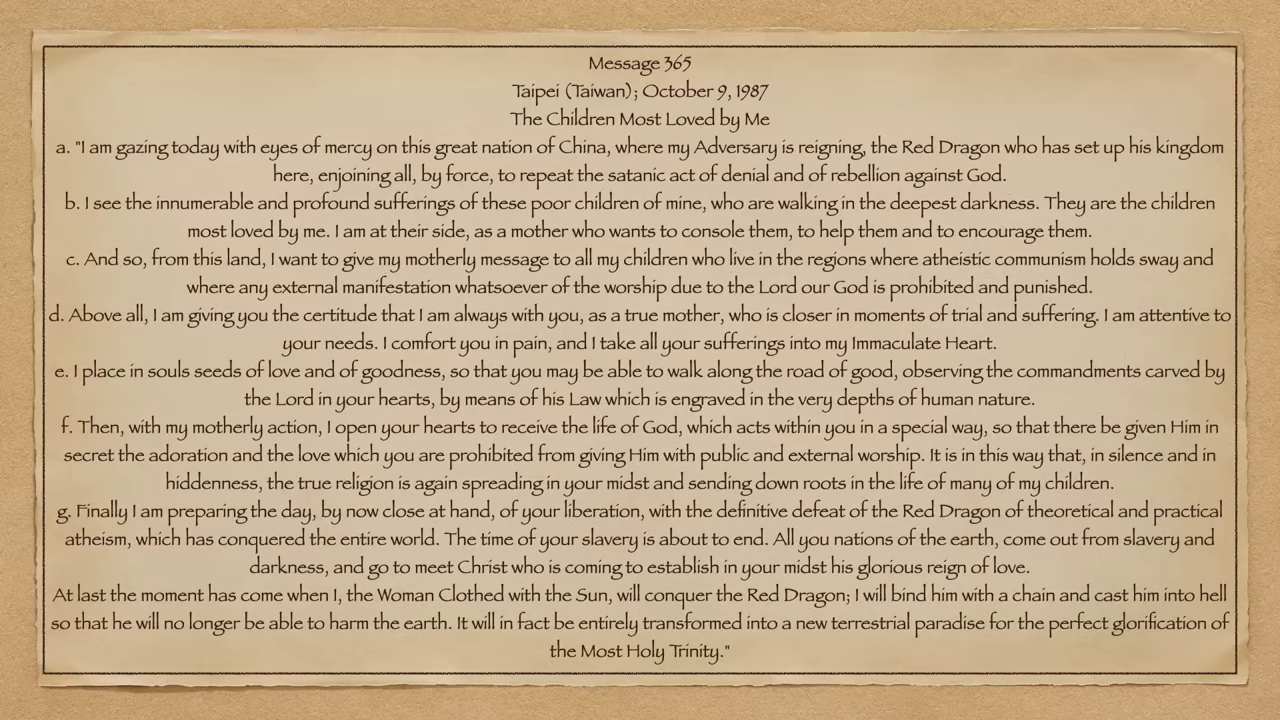 Message 365
Taipei (Taiwan); October 9, 1987
The Children Most Loved by Me
a. "I am gazing today with eyes of mercy on this great nation of China, where my Adversary is reigning, the Red Dragon who has set up his kingdom
here, enjoining all, by force, to repeat the satanic act of denial and of rebellion against God.
b. I see the innumerable and profound sufferings of these poor children of mine, who are walking in the deepest darkness. They are the children
most loved by me. I am at their side, as a mother who wants to console them, to help them and to encourage them.
c. And so, from this land, I want to give my motherly message to all my children who live in the regions where atheistic communism holds sway and
where any external manifestation whatsoever of the worship due to the Lord our God is prohibited and punished.
d. Above all, I am giving you the certitude that I am always with you, as a true mother, who is closer in moments of trial and suffering. I am attentive to
your needs. I comfort you in pain, and I take all your sufferings into my Immaculate Heart.
e. I place in souls seeds of love and of goodness, so that you may be able to walk along the road of good, observing the commandments carved by
the Lord in your hearts, by means of his Law which is engraved in the very depths of human nature.
f. Then, with my motherly action, I open your hearts to receive the life of God, which acts within you in a special way, so that there be given Him in
secret the adoration and the love which you are prohibited from giving Him with public and external worship. It is in this way that, in silence and in
hiddenness, the true religion is again spreading in your midst and sending down roots in the life of many of my children.
g. Finally I am preparing the day, by now close at hand, of your liberation, with the definitive defeat of the Red Dragon of theoretical and practical
atheism, which has conquered the entire world. The time of your slavery is about to end. All you nations of the earth, come out from slavery and
darkness, and go to meet Christ who is coming to establish in your midst his glorious reign of love.
At last the moment has come when I, the Woman Clothed with the Sun, will conquer the Red Dragon; I will bind him with a chain and cast him into hell
so that he will no longer be able to harm the earth. It will in fact be entirely transformed into a new terrestrial paradise for the perfect glorification of
the Most Holy Trinity."